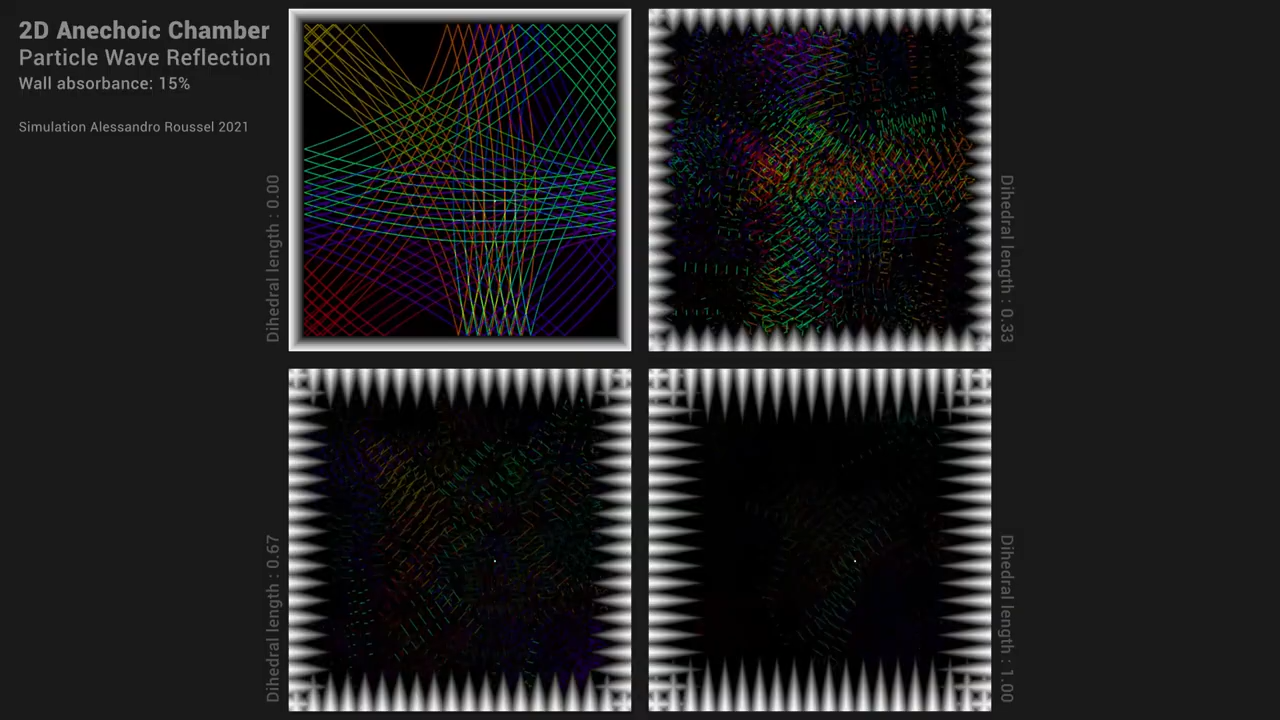 2D Anechoic Chamber
Particle Wave Reflection
Wall absorbance: 15%
Simulation Alessandro Roussel 2021
Dihedral length : 0.00
Dihedral length : 0.33
Dihedral length : 0.67
Dihedral length : 1.00